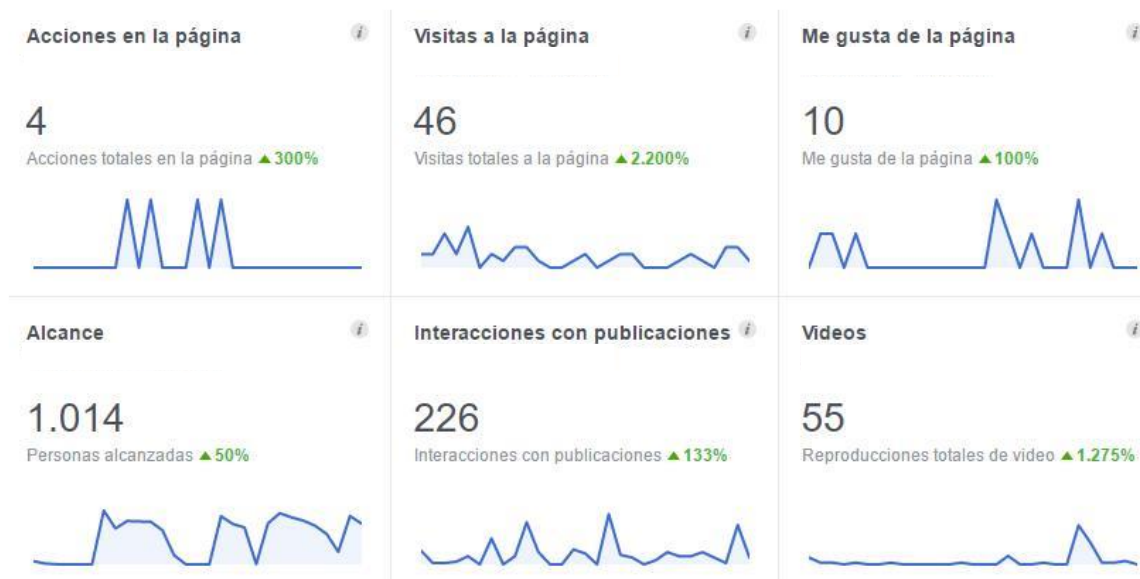 Acciones en la página
4
Acciones totales en la página ▲300%
Visitas a la página
46
Visitas totales a la página ▲2.200%
Me gusta de la página
10
Me gusta de la página ▲100%
Alcance
1.014
Personas alcanzadas ▲50%
Interacciones con publicaciones
226
Interacciones con publicaciones ▲133%
Videos
55
Reproducciones totales de video ▲1.275%